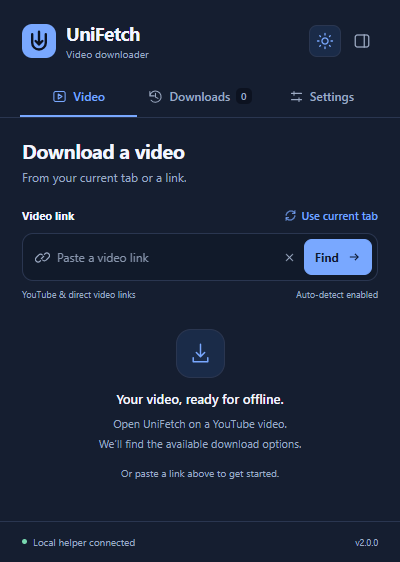 UniFetch
Video downloader
Video
Downloads 0
Settings
Download a video
From your current tab or a link.
Video link
Use current tab
Paste a video link
Find
YouTube & direct video links
Auto-detect enabled
Your video, ready for offline.
Open UniFetch on a YouTube video.
We'll find the available download options.
Or paste a link above to get started.
Local helper connected
v2.0.0